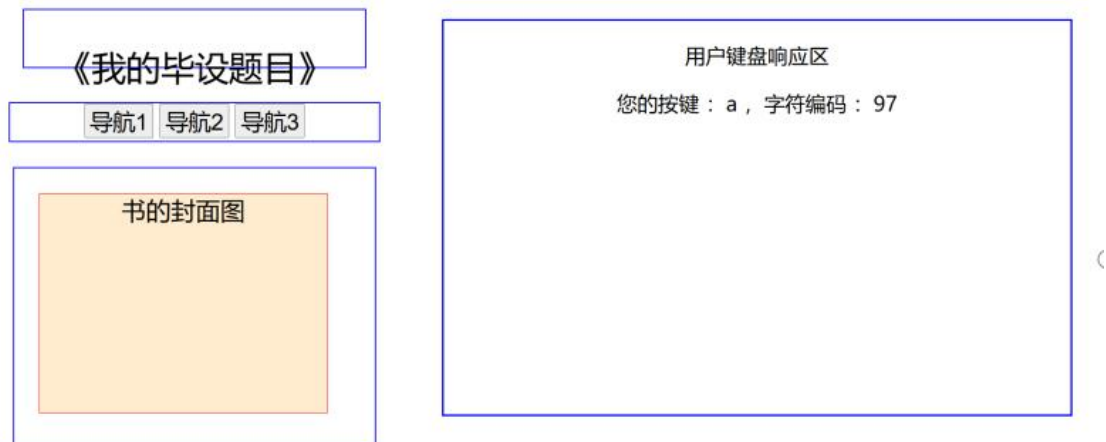 《我的毕设题目》
导航1 导航2 导航3
书的封面图
用户键盘响应区
您的按键：a，字符编码：97